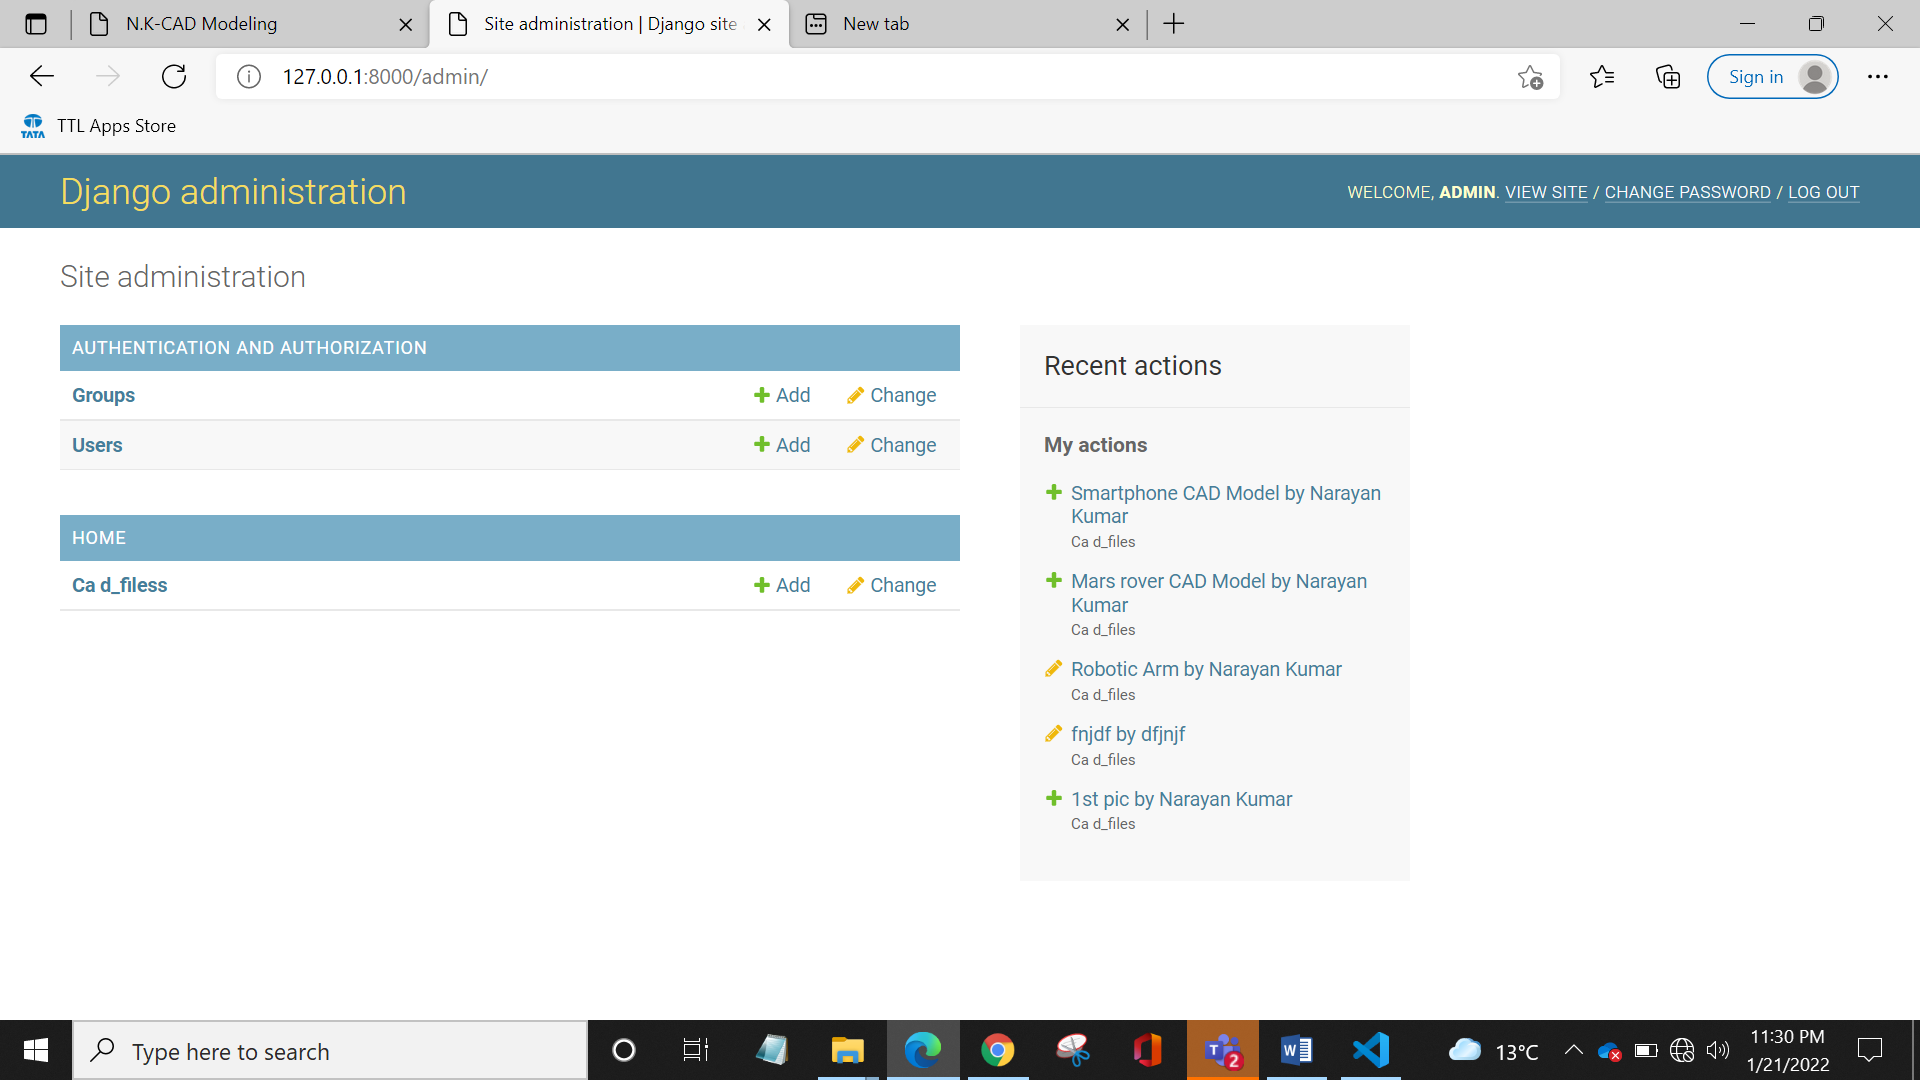 N.K-CAD Modeling
Site administration | Django site
New tab
127.0.0.1:8000/admin/
Sign in
TATA
TTL Apps Store
Django administration
WELCOME, ADMIN. VIEW SITE / CHANGE PASSWORD / LOG OUT
Site administration
AUTHENTICATION AND AUTHORIZATION
Groups Add Change
Users Add Change
HOME
Ca d_filess Add Change
Recent actions
My actions
Smartphone CAD Model by Narayan
Kumar
Ca d_files
Mars rover CAD Model by Narayan
Kumar
Ca d_files
Robotic Arm by Narayan Kumar
Ca d_files
fnjdf by dfjnjf
Ca d_files
1st pic by Narayan Kumar
Ca d_files
Type here to search
T
2
W
13°C
11:30 PM
1/21/2022